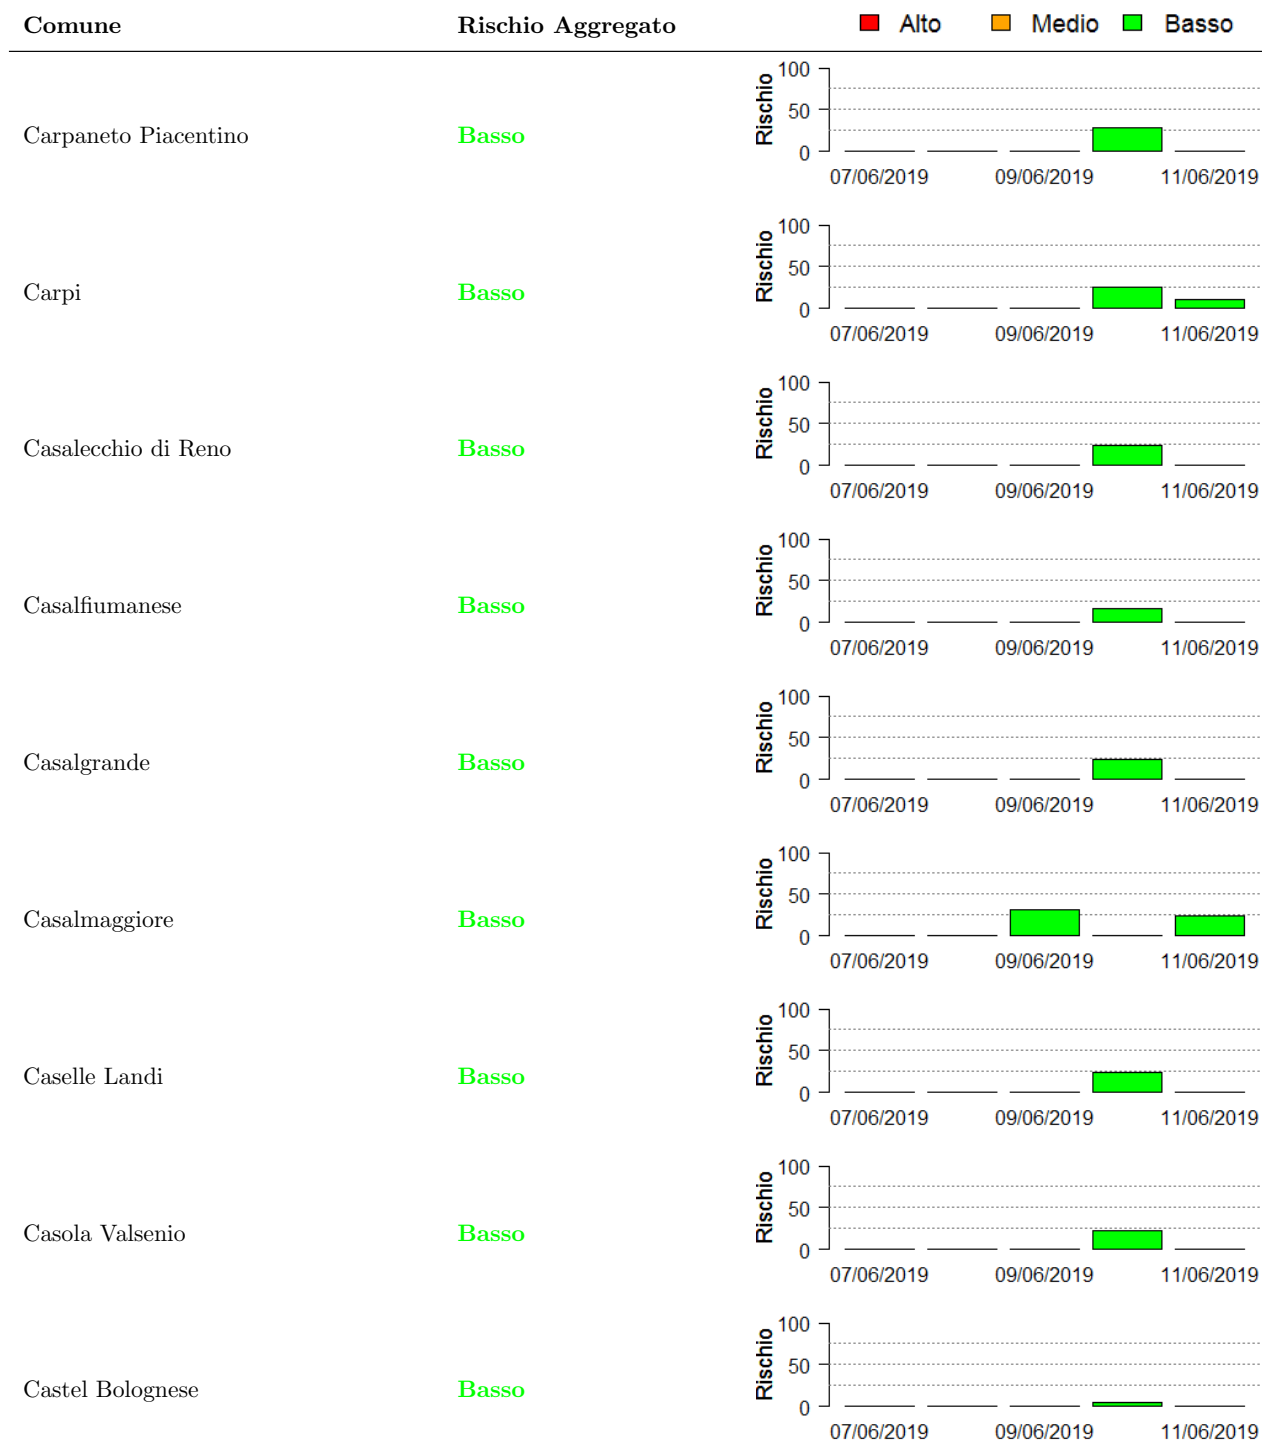 Comune Rischio Aggregato Alto Medio Basso
100
50
0
Rischio
Carpaneto Piacentino Basso
07/06/2019 09/06/2019 11/06/2019
100
50
0
Rischio
Carpi Basso
07/06/2019 09/06/2019 11/06/2019
100
50
0
Rischio
Casalecchio di Reno Basso
07/06/2019 09/06/2019 11/06/2019
100
50
0
Rischio
Casalfiumanese Basso
07/06/2019 09/06/2019 11/06/2019
100
50
0
Rischio
Casalgrande Basso
07/06/2019 09/06/2019 11/06/2019
100
50
0
Rischio
Casalmaggiore Basso
07/06/2019 09/06/2019 11/06/2019
100
50
0
Rischio
Caselle Landi Basso
07/06/2019 09/06/2019 11/06/2019
100
50
0
Rischio
Casola Valsenio Basso
07/06/2019 09/06/2019 11/06/2019
100
50
0
Rischio
Castel Bolognese Basso
07/06/2019 09/06/2019 11/06/2019